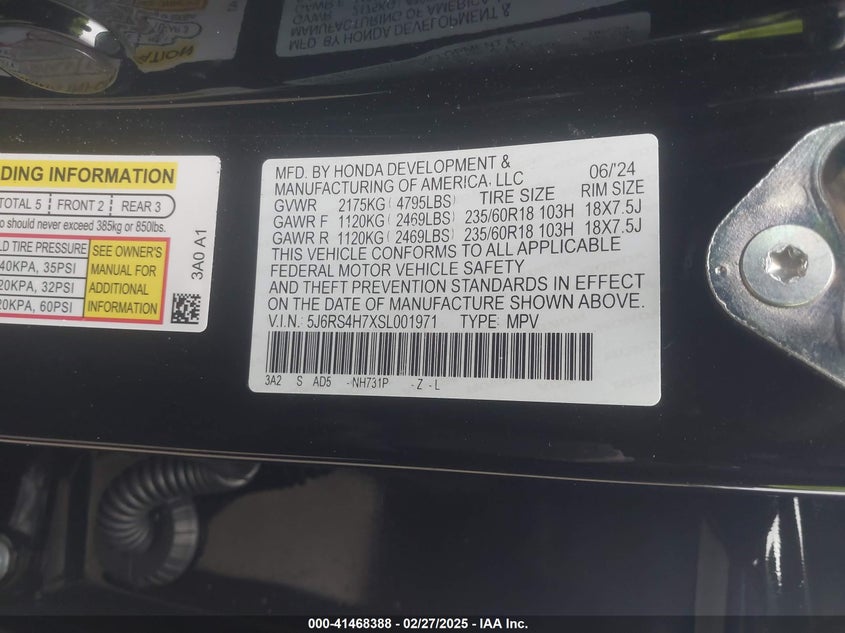 MFG. BY HONDA DEVELOPMENT &
MANUFACTURING OF AMERICA, LLC 06/'24
GVWR 2175KG ( 4795LBS) TIRE SIZE RIM SIZE
GAWR F 1120KG ( 2469LBS) 235/60R18 103H 18X7.5J
GAWR R 1120KG ( 2469LBS) 235/60R18 103H 18X7.5J
THIS VEHICLE CONFORMS TO ALL APPLICABLE
FEDERAL MOTOR VEHICLE SAFETY
AND THEFT PREVENTION STANDARDS IN EFFECT
ON THE DATE OF MANUFACTURE SHOWN ABOVE.
V.I.N.: 5J6RS4H7XSL001971 TYPE: MPV
3A2 S AD5 -NH731P -Z -L
DING INFORMATION
TOTAL 5 FRONT 2 REAR 3
o should never exceed 385kg or 850lbs.
LD TIRE PRESSURE
40KPA, 35PSI
20KPA, 32PSI
20KPA, 60PSI
SEE OWNER'S
MANUAL FOR
ADDITIONAL
INFORMATION
3A0 A1
000-41468388 - 02/27/2025 - IAA Inc.